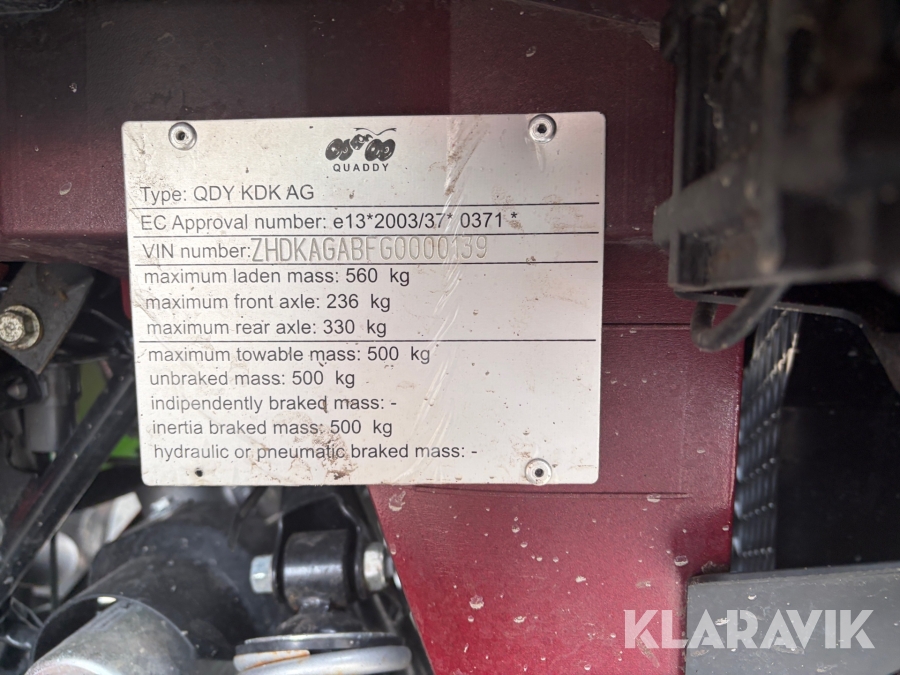 QUADDY
Type: QDY KDK AG
EC Approval number: e13*2003/37* 0371 *
VIN number: ZHDKAGABFG0000139
maximum laden mass: 560 kg
maximum front axle: 236 kg
maximum rear axle: 330 kg
maximum towable mass: 500 kg
unbraked mass: 500 kg
indipendently braked mass: -
inertia braked mass: 500 kg
hydraulic or pneumatic braked mass: -
KLARAVIK